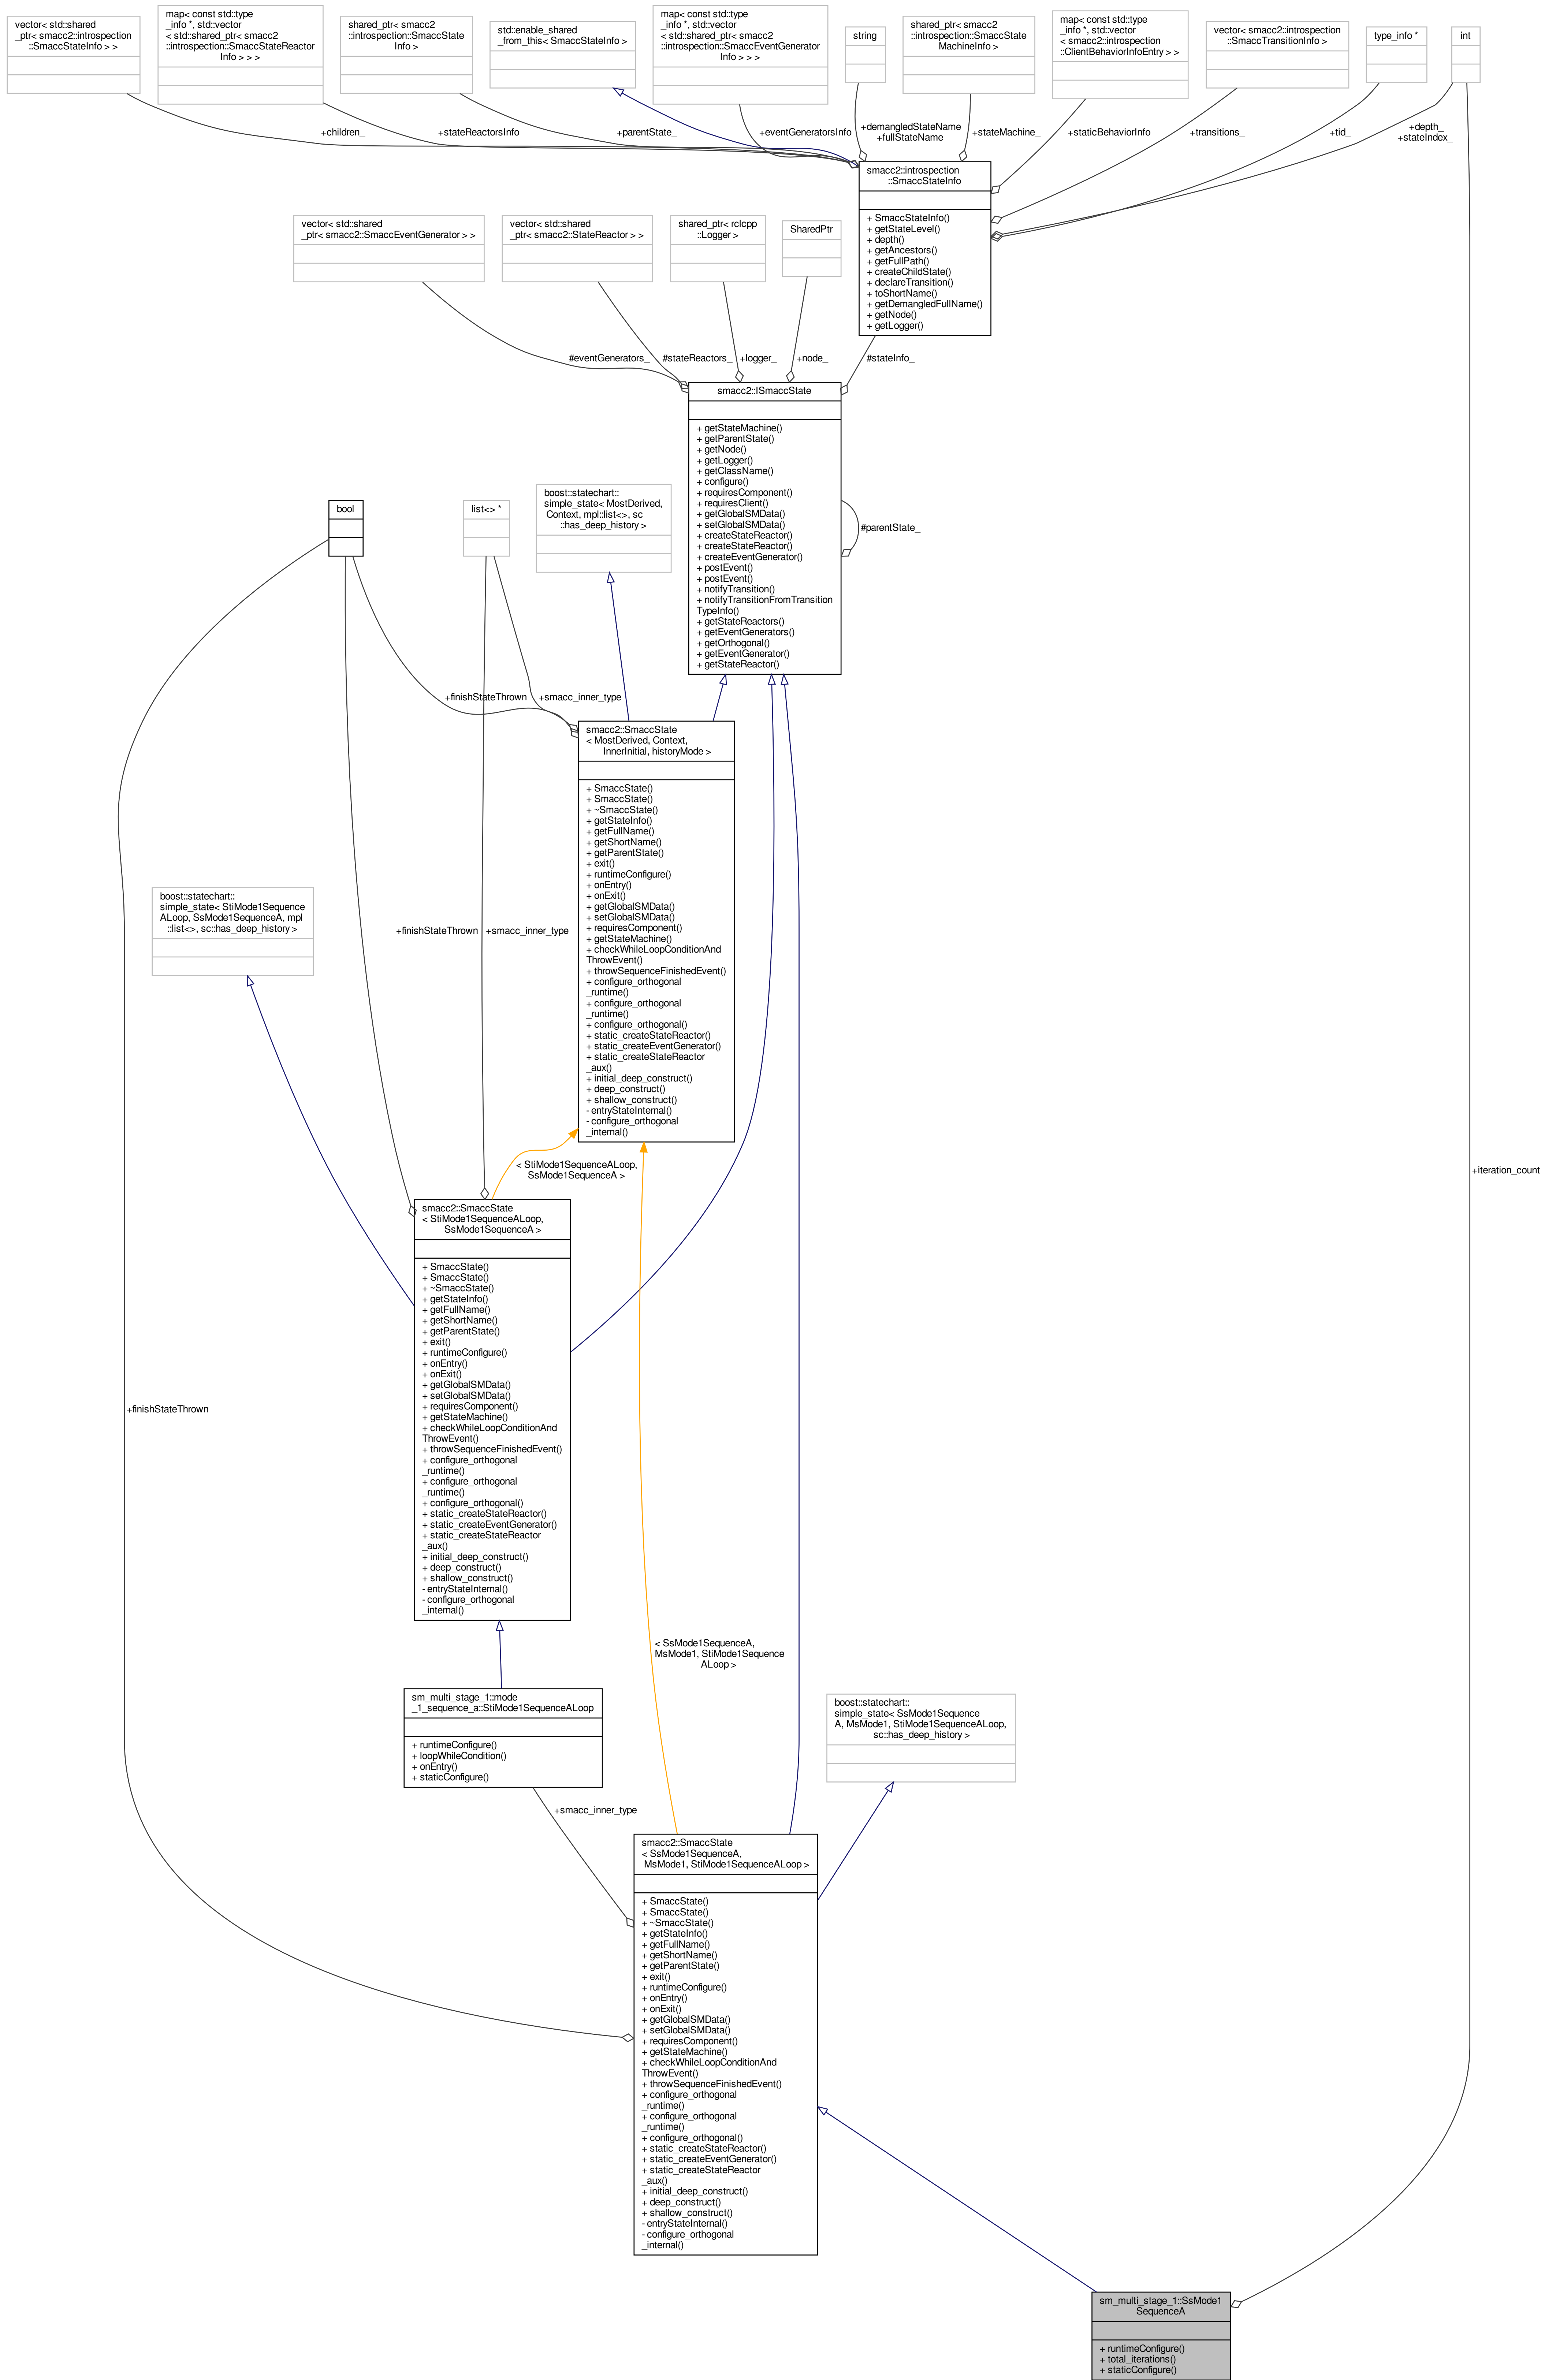 vector< std::shared
_ptr< smacc2::introspection
::SmaccStateInfo > >
map< const std::type
_info *, std::vector
< std::shared_ptr< smacc2
::introspection::SmaccStateReactor
Info > > >
shared_ptr< smacc2
::introspection::SmaccState
Info >
std::enable_shared
_from_this< SmaccStateInfo >
map< const std::type
_info *, std::vector
< std::shared_ptr< smacc2
::introspection::SmaccEventGenerator
Info > > >
string
shared_ptr< smacc2
::introspection::SmaccState
MachineInfo >
map< const std::type
_info *, std::vector
< smacc2::introspection
::ClientBehaviorInfoEntry > >
vector< smacc2::introspection
::SmaccTransitionInfo >
type_info *
int
+children_
+stateReactorsInfo
+parentState_
+eventGeneratorsInfo
+demangledStateName
+fullStateName
+stateMachine_
+staticBehaviorInfo
+transitions_
+tid_
+depth_
+stateIndex_
smacc2::introspection
::SmaccStateInfo
+ SmaccStateInfo()
+ getStateLevel()
+ depth()
+ getAncestors()
+ getFullPath()
+ createChildState()
+ declareTransition()
+ toShortName()
+ getDemangledFullName()
+ getNode()
+ getLogger()
vector< std::shared
_ptr< smacc2::SmaccEventGenerator > >
vector< std::shared
_ptr< smacc2::StateReactor > >
shared_ptr< rclcpp
::Logger >
SharedPtr
#eventGenerators_
#stateReactors_
+logger_
+node_
#stateInfo_
smacc2::ISmaccState
+ getStateMachine()
+ getParentState()
+ getNode()
+ getLogger()
+ getClassName()
+ configure()
+ requiresComponent()
+ requiresClient()
+ getGlobalSMData()
+ setGlobalSMData()
+ createStateReactor()
+ createStateReactor()
+ createEventGenerator()
+ postEvent()
+ postEvent()
+ notifyTransition()
+ notifyTransitionFromTransition
TypeInfo()
+ getStateReactors()
+ getEventGenerators()
+ getOrthogonal()
+ getEventGenerator()
+ getStateReactor()
#parentState_
bool
list<> *
boost::statechart::
simple_state< MostDerived,
Context, mpl::list<>, sc
::has_deep_history >
+finishStateThrown
+smacc_inner_type
smacc2::SmaccState
< MostDerived, Context,
InnerInitial, historyMode >
+ SmaccState()
+ SmaccState()
+ ~SmaccState()
+ getStateInfo()
+ getFullName()
+ getShortName()
+ getParentState()
+ exit()
+ runtimeConfigure()
+ onEntry()
+ onExit()
+ getGlobalSMData()
+ setGlobalSMData()
+ requiresComponent()
+ getStateMachine()
+ checkWhileLoopConditionAnd
ThrowEvent()
+ throwSequenceFinishedEvent()
+ configure_orthogonal
_runtime()
+ configure_orthogonal
_runtime()
+ configure_orthogonal()
+ static_createStateReactor()
+ static_createEventGenerator()
+ static_createStateReactor
_aux()
+ initial_deep_construct()
+ deep_construct()
+ shallow_construct()
- entryStateInternal()
- configure_orthogonal
_internal()
boost::statechart::
simple_state< StiMode1Sequence
ALoop, SsMode1SequenceA, mpl
::list<>, sc::has_deep_history >
+finishStateThrown
+smacc_inner_type
< StiMode1SequenceALoop,
SsMode1SequenceA >
+iteration_count
smacc2::SmaccState
< StiMode1SequenceALoop,
SsMode1SequenceA >
+ SmaccState()
+ SmaccState()
+ ~SmaccState()
+ getStateInfo()
+ getFullName()
+ getShortName()
+ getParentState()
+ exit()
+ runtimeConfigure()
+ onEntry()
+ onExit()
+ getGlobalSMData()
+ setGlobalSMData()
+ requiresComponent()
+ getStateMachine()
+ checkWhileLoopConditionAnd
ThrowEvent()
+ throwSequenceFinishedEvent()
+ configure_orthogonal
_runtime()
+ configure_orthogonal
_runtime()
+ configure_orthogonal()
+ static_createStateReactor()
+ static_createEventGenerator()
+ static_createStateReactor
_aux()
+ initial_deep_construct()
+ deep_construct()
+ shallow_construct()
- entryStateInternal()
- configure_orthogonal
_internal()
+finishStateThrown
< SsMode1SequenceA,
MsMode1, StiMode1Sequence
ALoop >
sm_multi_stage_1::mode
_1_sequence_a::StiMode1SequenceALoop
+ runtimeConfigure()
+ loopWhileCondition()
+ onEntry()
+ staticConfigure()
boost::statechart::
simple_state< SsMode1Sequence
A, MsMode1, StiMode1SequenceALoop,
sc::has_deep_history >
+smacc_inner_type
smacc2::SmaccState
< SsMode1SequenceA,
MsMode1, StiMode1SequenceALoop >
+ SmaccState()
+ SmaccState()
+ ~SmaccState()
+ getStateInfo()
+ getFullName()
+ getShortName()
+ getParentState()
+ exit()
+ runtimeConfigure()
+ onEntry()
+ onExit()
+ getGlobalSMData()
+ setGlobalSMData()
+ requiresComponent()
+ getStateMachine()
+ checkWhileLoopConditionAnd
ThrowEvent()
+ throwSequenceFinishedEvent()
+ configure_orthogonal
_runtime()
+ configure_orthogonal
_runtime()
+ configure_orthogonal()
+ static_createStateReactor()
+ static_createEventGenerator()
+ static_createStateReactor
_aux()
+ initial_deep_construct()
+ deep_construct()
+ shallow_construct()
- entryStateInternal()
- configure_orthogonal
_internal()
sm_multi_stage_1::SsMode1
SequenceA
+ runtimeConfigure()
+ total_iterations()
+ staticConfigure()